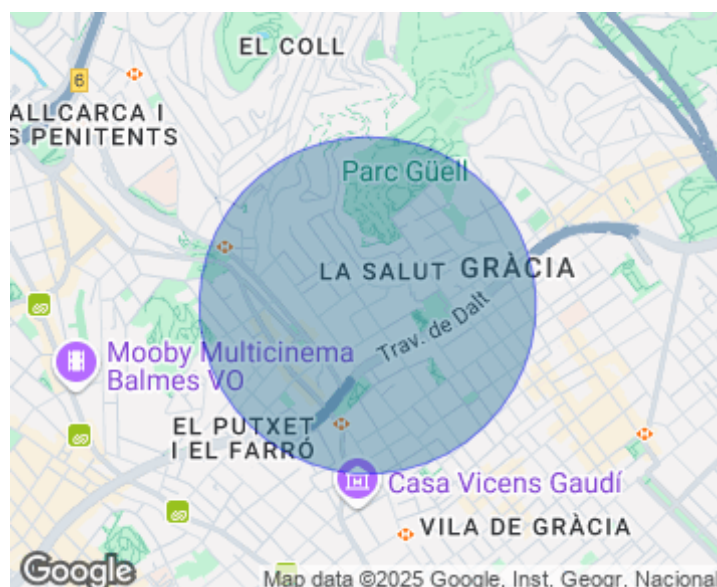 EL COLL
6
ALLCARCA I
S PENITENTS
Parc Güell
LA SALUT
GRÀCIA
Trav. de Dalt
Mooby Multicinema
Balmes VO
EL PUTXET
I EL FARRÓ
Casa Vicens Gaudí
VILA DE GRÀCIA
Google
Map data ©2025 Google, Inst. Geogr. Nacional